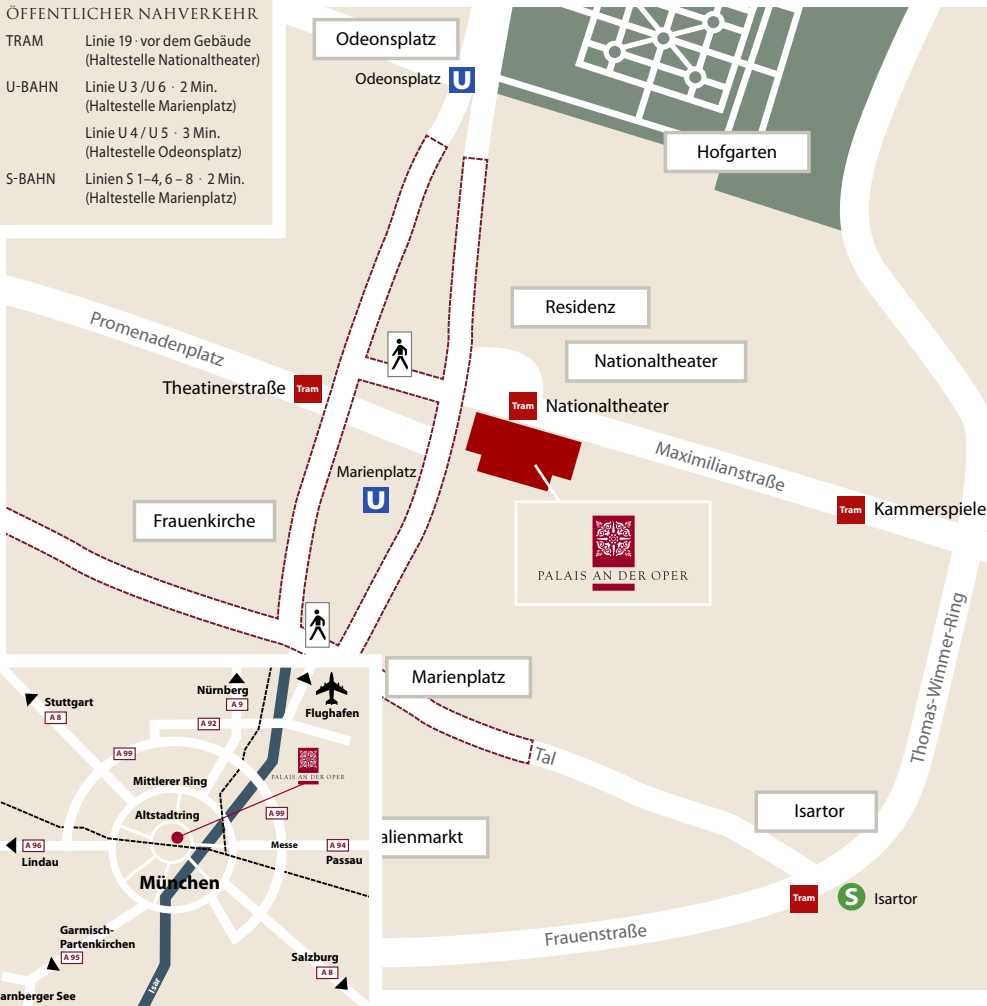 ÖFFENTLICHER NAHVERKEHR
TRAM Linie 19 · vor dem Gebäude
(Haltestelle Nationaltheater)
U-BAHN Linie U 3 /U 6 · 2 Min.
(Haltestelle Marienplatz)
Linie U 4 / U 5 · 3 Min.
(Haltestelle Odeonsplatz)
S-BAHN Linien S 1–4, 6 – 8 · 2 Min.
(Haltestelle Marienplatz)
Odeonsplatz
Odeonsplatz U
Hofgarten
Residenz
Promenadenplatz
Nationaltheater
Theatinerstraße Tram
Tram Nationaltheater
Maximilianstraße
Marienplatz
U
Frauenkirche
Tram Kammerspiele
PALAIS AN DER OPER
Thomas-Wimmer-Ring
Marienplatz
Tal
Isartor
alienmarkt
Tram S Isartor
Frauenstraße
Nürnberg
A 9
Stuttgart
A 8
Flughafen
A 92
A 99
PALAIS AN DER OPER
Mittlerer Ring
Altstadtring
A 99
A 96
Lindau
Messe
A 94
Passau
München
Garmisch-
Partenkirchen
A 95
Salzburg
A 8
Isar
arnberger See